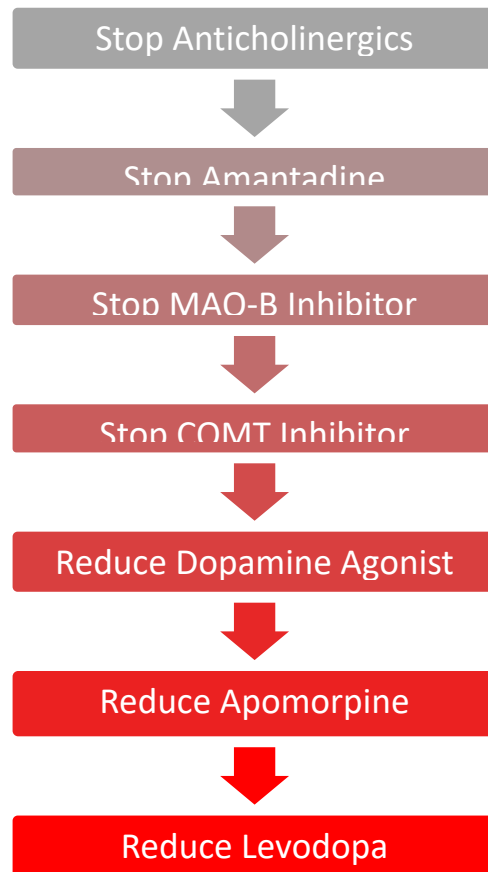 Stop Anticholinergics
Stop Amantadine
Stop MAO-B Inhibitor
Stop COMT Inhibitor
Reduce Dopamine Agonist
Reduce Apomorpine
Reduce Levodopa